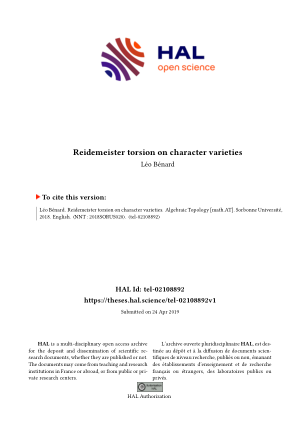 HAL
open science
Reidemeister torsion on character varieties
Léo Bénard
To cite this version:
Léo Bénard. Reidemeister torsion on character varieties. Algebraic Topology [math.AT]. Sorbonne Université,
2018. English. (NNT : 2018SORUS028). (tel-02108892)
HAL Id: tel-02108892
https://theses.hal.science/tel-02108892v1
Submitted on 24 Apr 2019
HAL is a multi-disciplinary open access
archive for the deposit and dissemination of scientific re-
search documents, whether they are published or not.
The documents may come from teaching and research
institutions in France or abroad, or from public or pri-
vate research centers.
L'archive ouverte pluridisciplinaire HAL, est des-
tinée au dépôt et à la diffusion de documents scien-
tifiques de niveau recherche, publiés ou non, émanant
des établissements d'enseignement et de recherche
français ou étrangers, des laboratoires publics ou
privés.
HAL Authorization